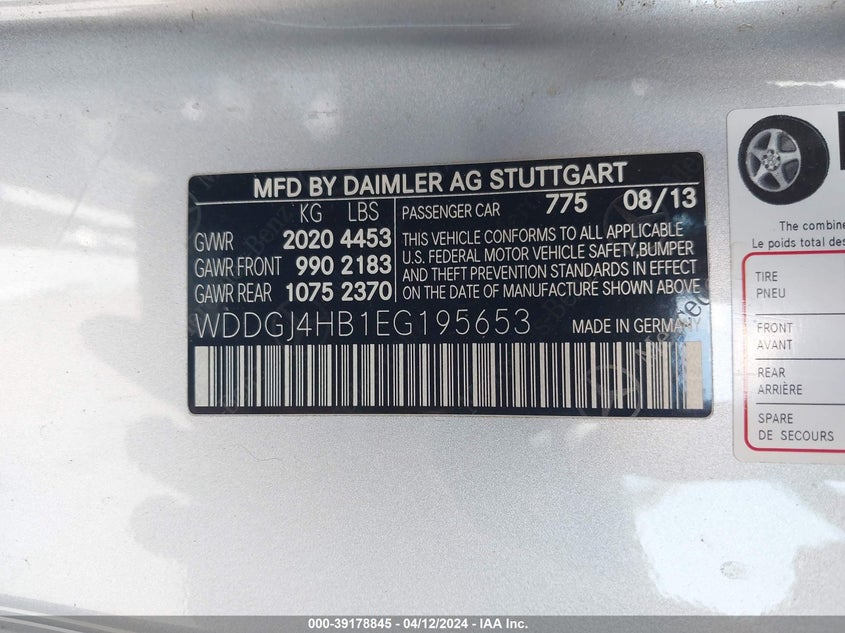 MFD BY DAIMLER AG STUTTGART
KG LBS
GVWR 2020 4453
GAWR FRONT 990 2183
GAWR REAR 1075 2370
PASSENGER CAR 775 08/13
THIS VEHICLE CONFORMS TO ALL APPLICABLE
U.S. FEDERAL MOTOR VEHICLE SAFETY,BUMPER
AND THEFT PREVENTION STANDARDS IN EFFECT
ON THE DATE OF MANUFACTURE SHOWN ABOVE
WDDGJ4HB1EG195653 MADE IN GERMANY
The combine
Le poids total des
TIRE
PNEU
FRONT
AVANT
REAR
ARRIÈRE
SPARE
DE SECOURS
000-39178845 - 04/12/2024 - IAA Inc.